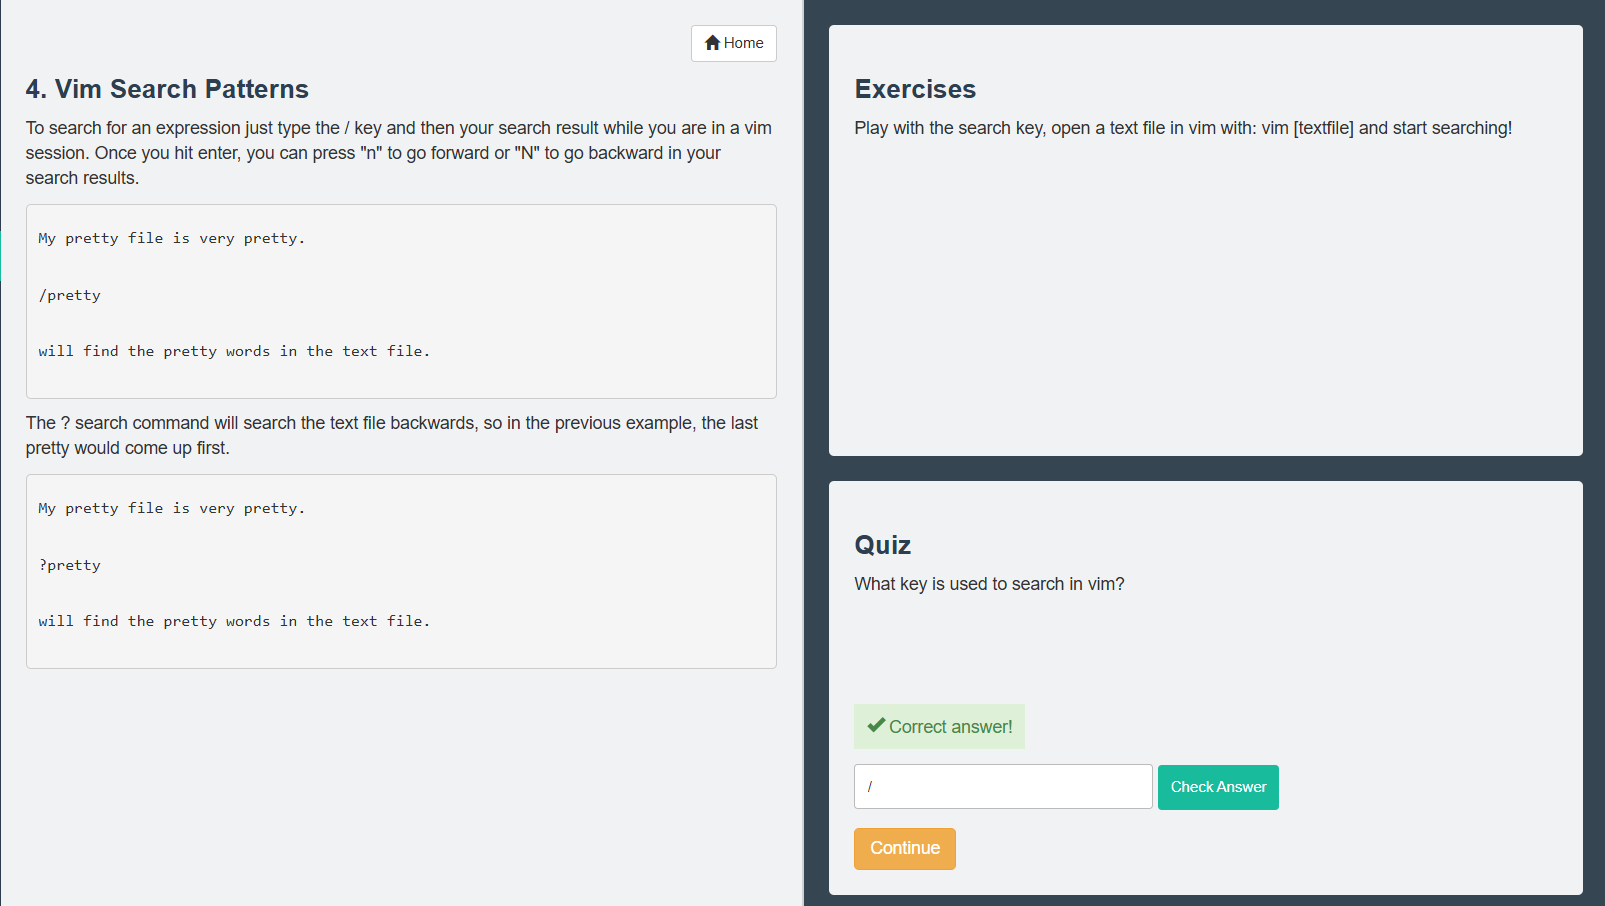 Home
4. Vim Search Patterns
To search for an expression just type the / key and then your search result while you are in a vim
session. Once you hit enter, you can press "n" to go forward or "N" to go backward in your
search results.
My pretty file is very pretty.
/pretty
will find the pretty words in the text file.
The ? search command will search the text file backwards, so in the previous example, the last
pretty would come up first.
My pretty file is very pretty.
?pretty
will find the pretty words in the text file.
Exercises
Play with the search key, open a text file in vim with: vim [textfile] and start searching!
Quiz
What key is used to search in vim?
Correct answer!
/
Check Answer
Continue